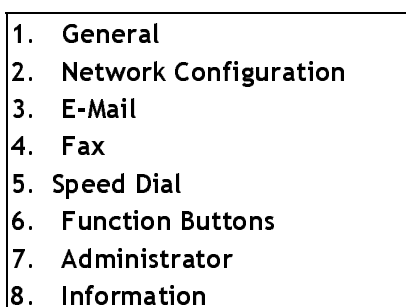 1. General
2. Network Configuration
3. E-Mail
4. Fax
5. Speed Dial
6. Function Buttons
7. Administrator
8. Information